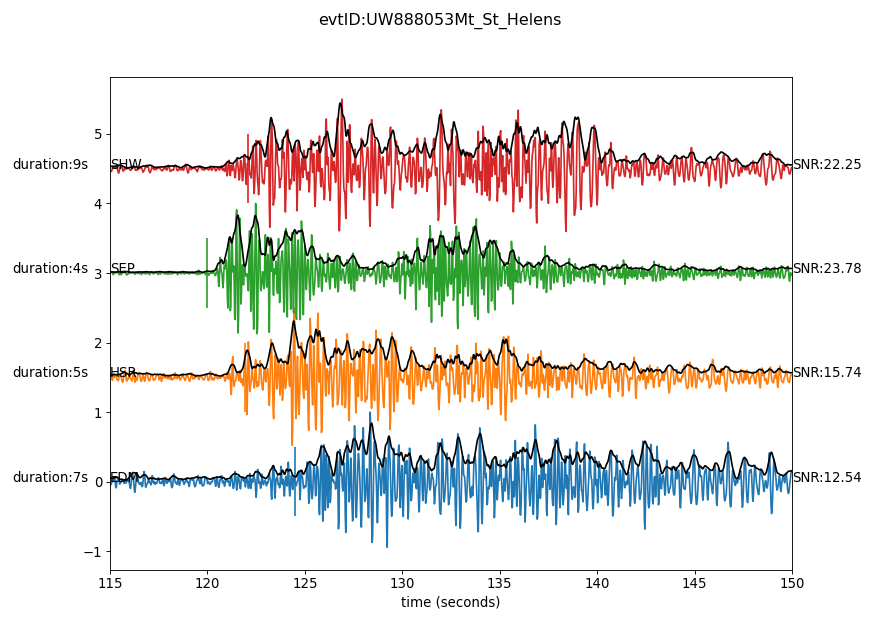 evtID:UW888053Mt_St_Helens
5
duration:9s SHW SNR:22.25
4
duration:4s SEP SNR:23.78
3
2
duration:5s HSR SNR:15.74
1
duration:7s EDM SNR:12.54
0
−1
115 120 125 130 135 140 145 150
time (seconds)